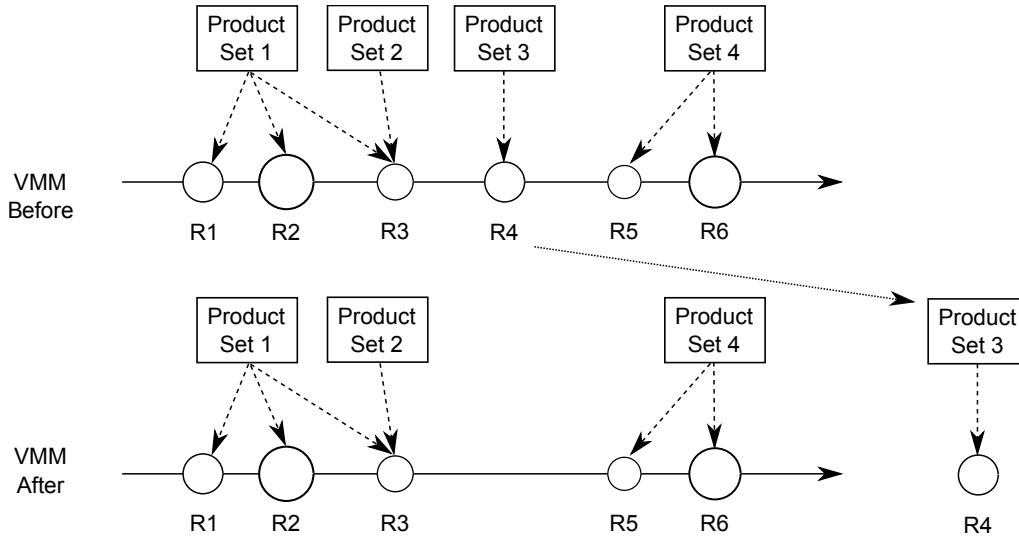 Product
Set 1
Product
Set 2
Product
Set 3
Product
Set 4
VMM
Before
R1
R2
R3
R4
R5
R6
Product
Set 1
Product
Set 2
Product
Set 4
Product
Set 3
VMM
After
R1
R2
R3
R5
R6
R4